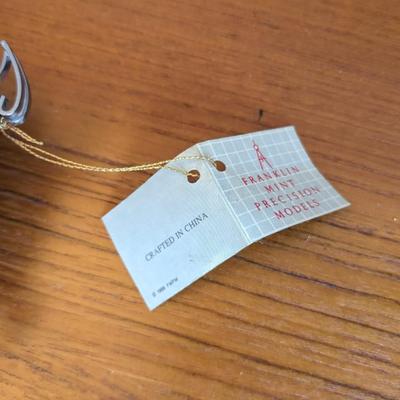 CRAFTED IN CHINA
FRANKLIN
MINT
PRECISION
MODELS